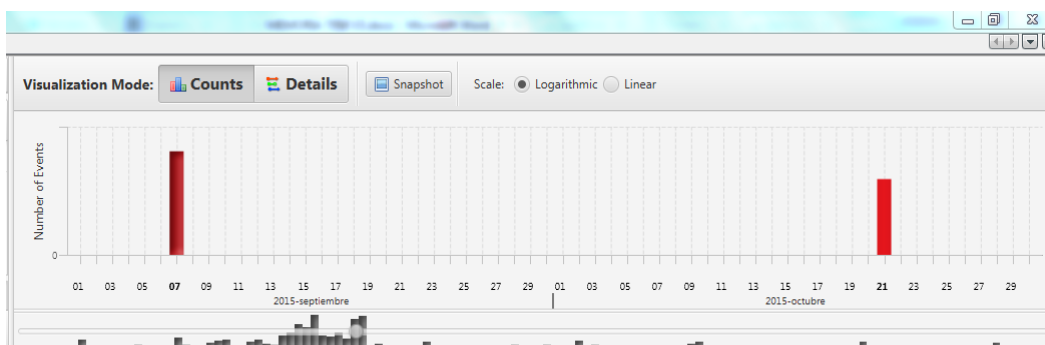 Visualization Mode: Counts Details Snapshot Scale: Logarithmic Linear
Number of Events
0
01 03 05 07 09 11 13 15 17 19 21 23 25 27 29 01 03 05 07 09 11 13 15 17 19 21 23 25 27 29
2015-septiembre 2015-octubre